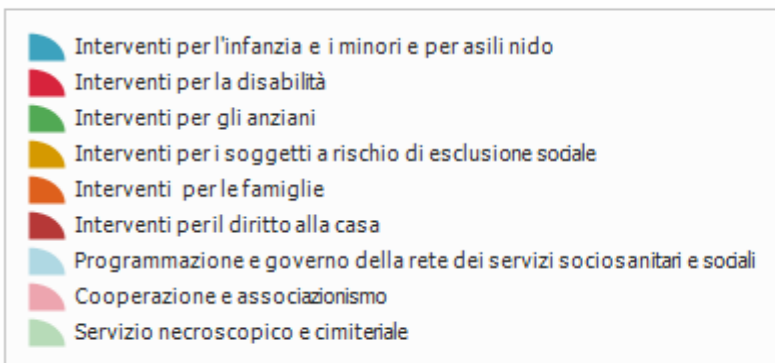 Interventi per l'infanzia e i minori e per asili nido
Interventi per la disabilità
Interventi per gli anziani
Interventi per i soggetti a rischio di esclusione sociale
Interventi per le famiglie
Interventi per il diritto alla casa
Programmazione e governo della rete dei servizi sociosanitari e sociali
Cooperazione e associazionismo
Servizio necroscopico e cimiteriale